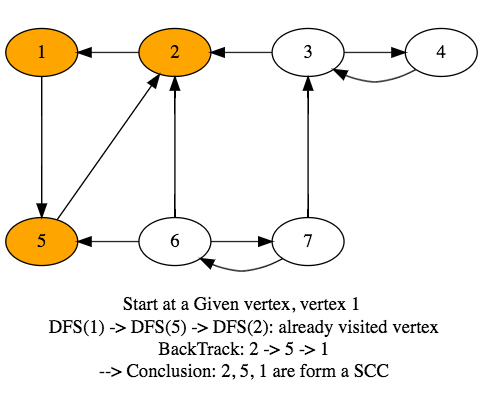 1 2 3 4
5 6 7
Start at a Given vertex, vertex 1
DFS(1) -> DFS(5) -> DFS(2): already visited vertex
BackTrack: 2 -> 5 -> 1
--> Conclusion: 2, 5, 1 are form a SCC